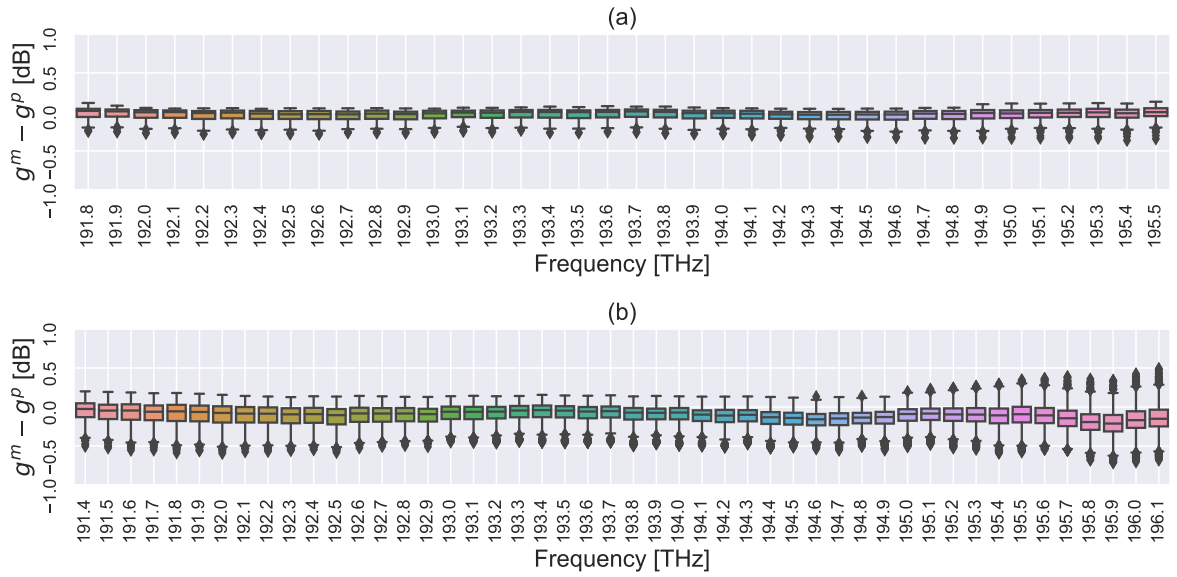 (a)
g^m − g^p [dB]
1.0
0.5
0.0
−0.5
−1.0
191.8 191.9 192.0 192.1 192.2 192.3 192.4 192.5 192.6 192.7 192.8 192.9 193.0 193.1 193.2 193.3 193.4 193.5 193.6 193.7 193.8 193.9 194.0 194.1 194.2 194.3 194.4 194.5 194.6 194.7 194.8 194.9 195.0 195.1 195.2 195.3 195.4 195.5
Frequency [THz]
(b)
g^m − g^p [dB]
1.0
0.5
0.0
−0.5
−1.0
191.4 191.5 191.6 191.7 191.8 191.9 192.0 192.1 192.2 192.3 192.4 192.5 192.6 192.7 192.8 192.9 193.0 193.1 193.2 193.3 193.4 193.5 193.6 193.7 193.8 193.9 194.0 194.1 194.2 194.3 194.4 194.5 194.6 194.7 194.8 194.9 195.0 195.1 195.2 195.3 195.4 195.5 195.6 195.7 195.8 195.9 196.0 196.1
Frequency [THz]